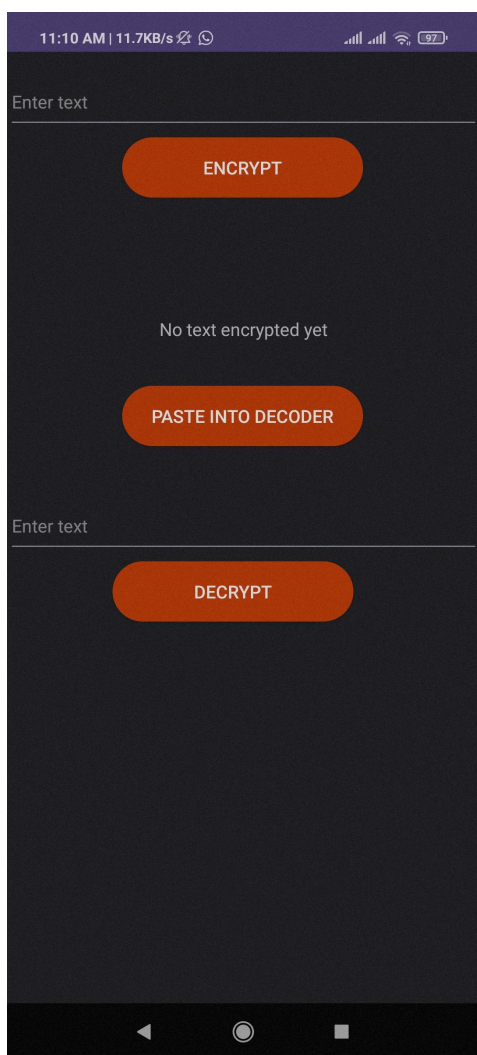 11:10 AM | 11.7KB/s 97
Enter text
ENCRYPT
No text encrypted yet
PASTE INTO DECODER
Enter text
DECRYPT